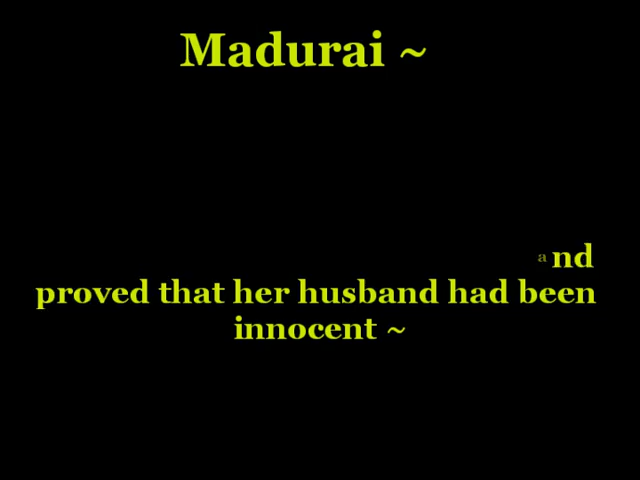 Madurai ~
and
proved that her husband had been
innocent ~